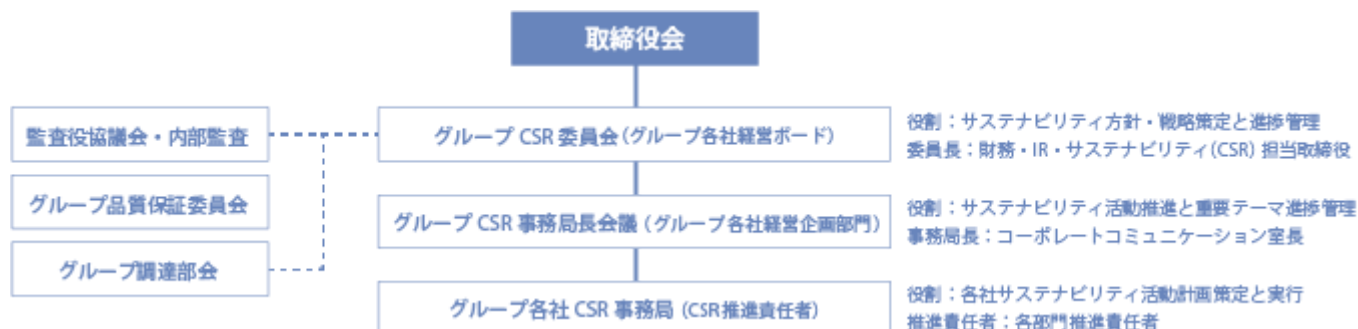 取締役会
監査役協議会・内部監査
グループ品質保証委員会
グループ調達部会
グループ CSR 委員会(グループ各社経営ボード)
役割：サステナビリティ方針・戦略策定と進捗管理
委員長：財務・IR・サステナビリティ(CSR) 担当取締役
グループ CSR 事務局長会議（グループ各社経営企画部門）
役割：サステナビリティ活動推進と重要テーマ進捗管理
事務局長：コーポレートコミュニケーション室長
グループ各社 CSR 事務局（CSR推進責任者）
役割：各社サステナビリティ活動計画策定と実行
推進責任者：各部門推進責任者